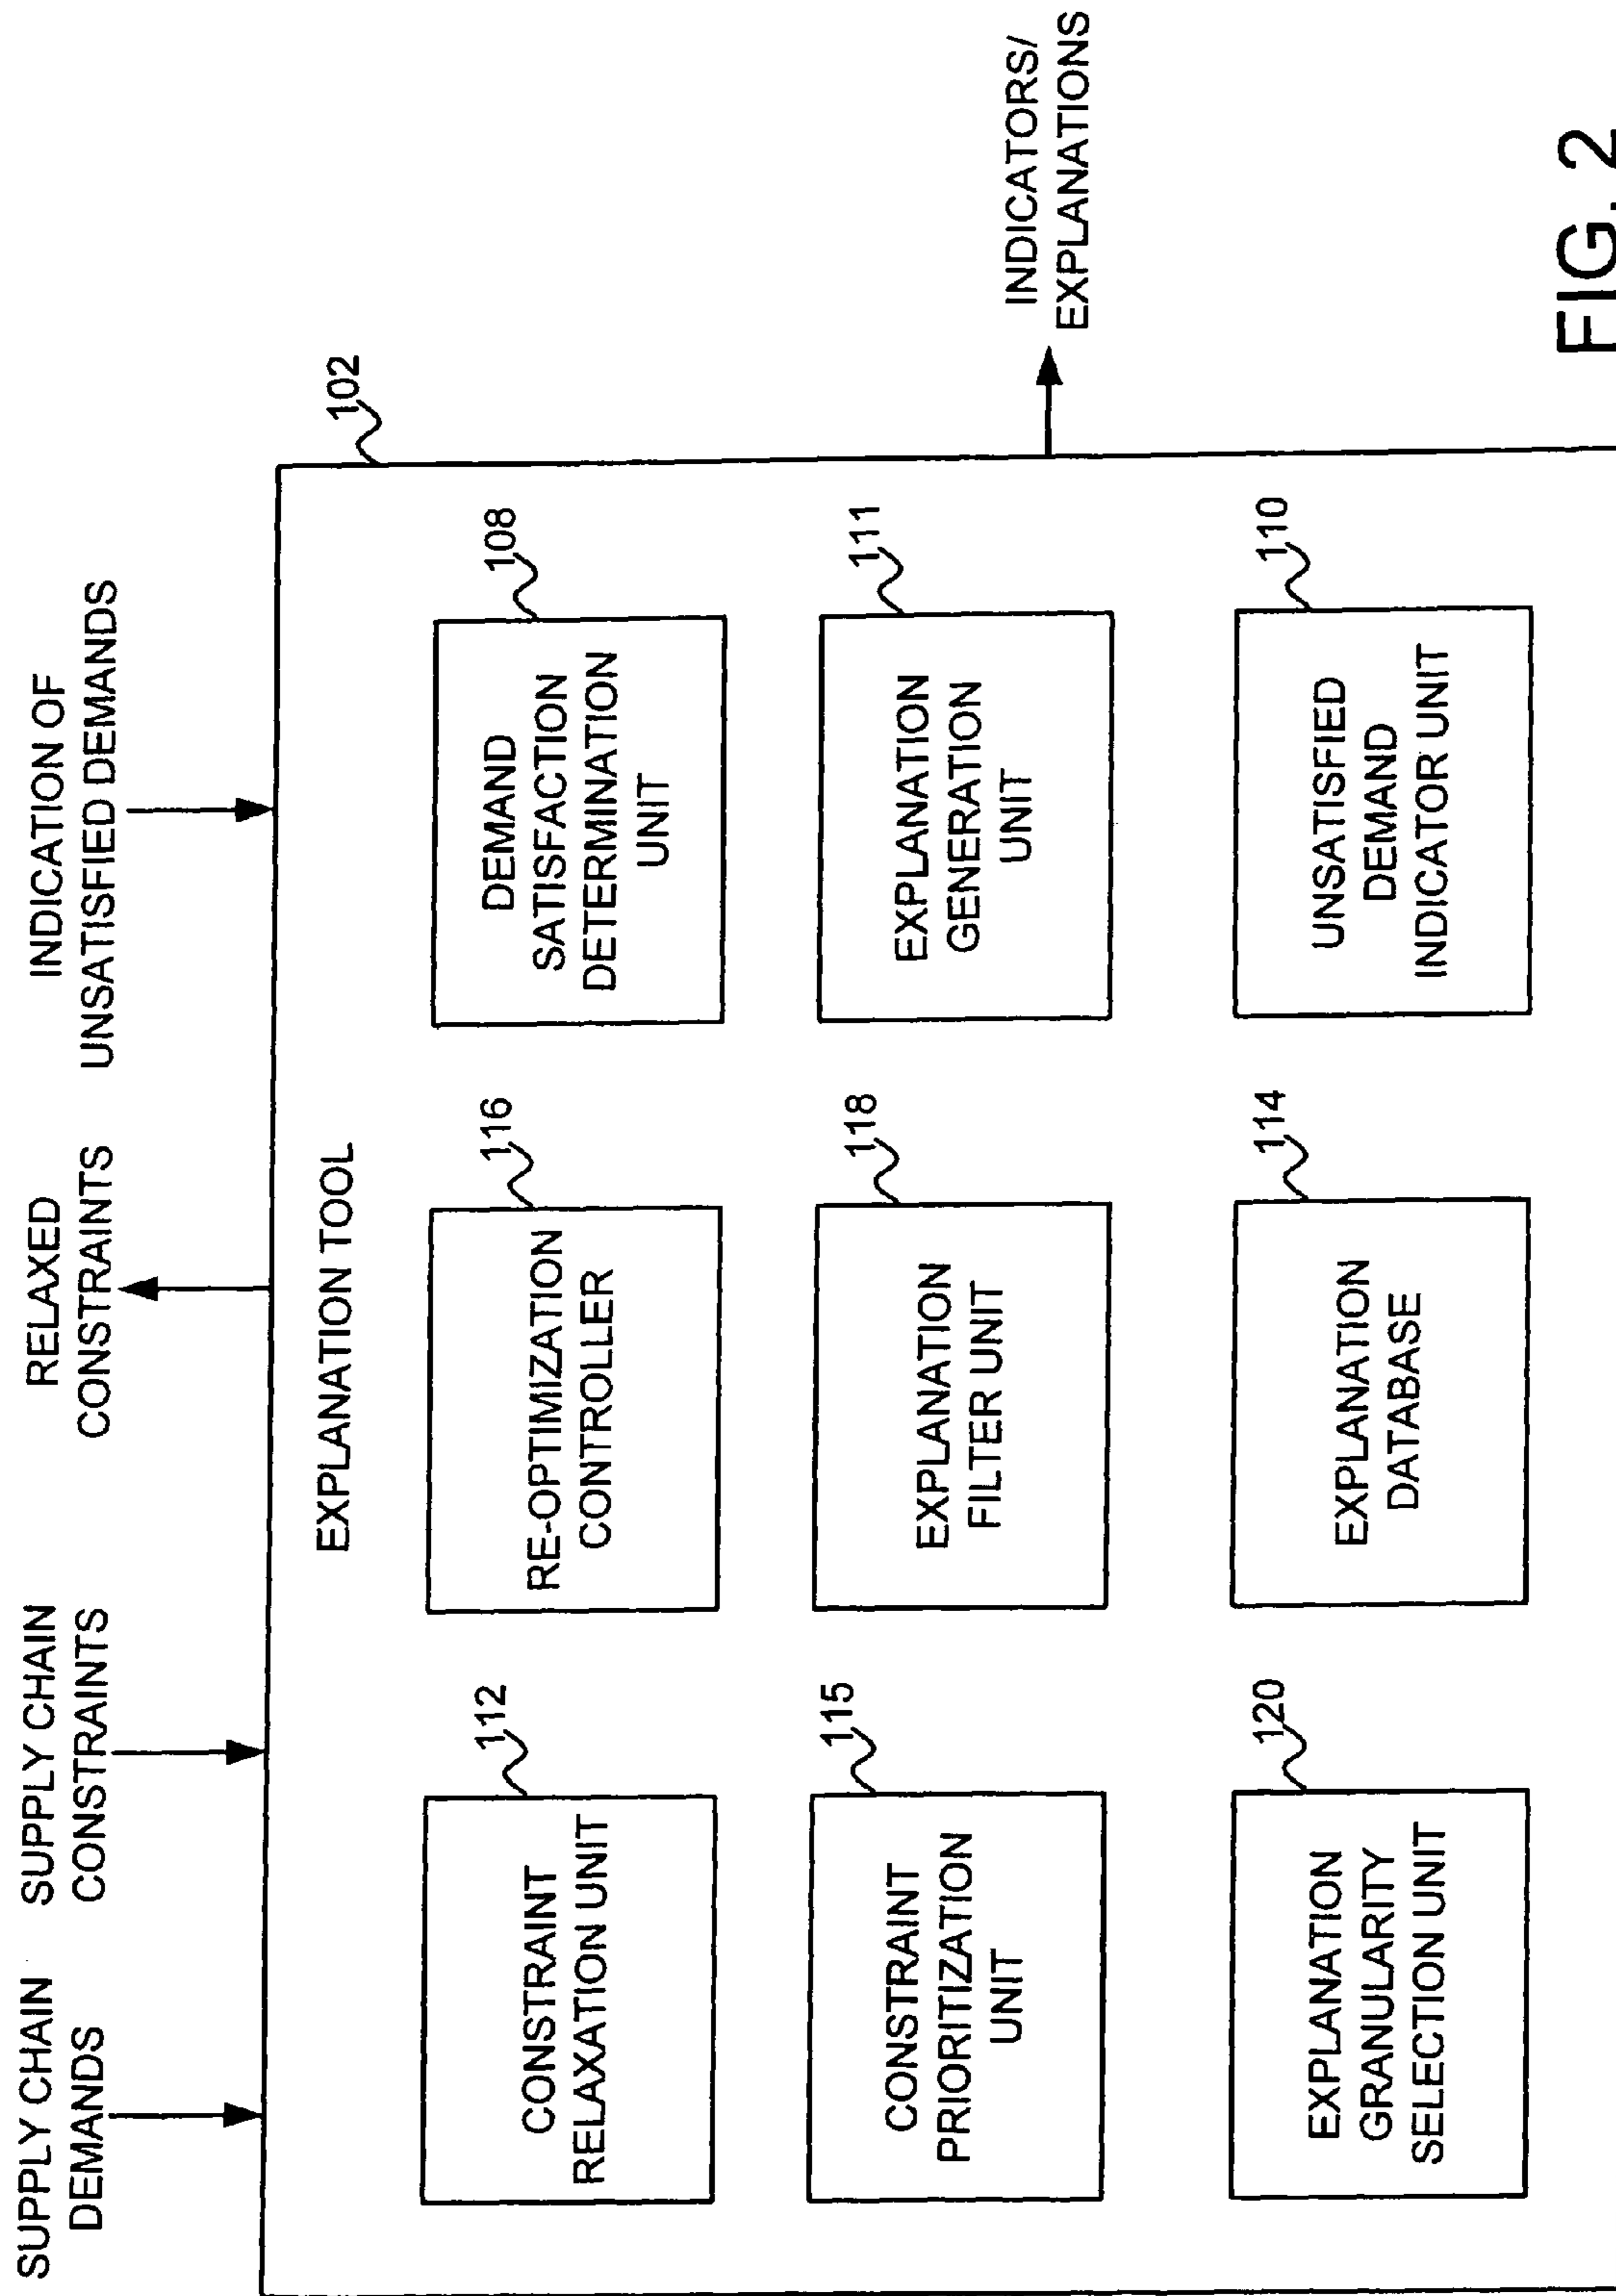 SUPPLY CHAIN
DEMANDS
SUPPLY CHAIN
CONSTRAINTS
RELAXED
CONSTRAINTS
INDICATION OF
UNSATISFIED DEMANDS
102
EXPLANATION TOOL
112
CONSTRAINT
RELAXATION UNIT
116
RE-OPTIMIZATION
CONTROLLER
108
DEMAND
SATISFACTION
DETERMINATION
UNIT
115
CONSTRAINT
PRIORITIZATION
UNIT
118
EXPLANATION
FILTER UNIT
111
EXPLANATION
GENERATION
UNIT
120
EXPLANATION
GRANULARITY
SELECTION UNIT
114
EXPLANATION
DATABASE
110
UNSATISFIED
DEMAND
INDICATOR UNIT
INDICATORS/
EXPLANATIONS
FIG. 2